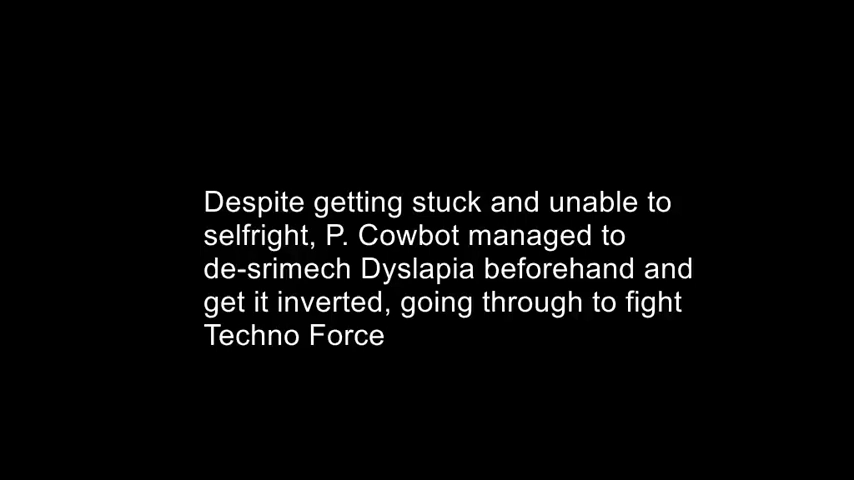 Despite getting stuck and unable to
selfright, P. Cowbot managed to
de-srimech Dyslapia beforehand and
get it inverted, going through to fight
Techno Force